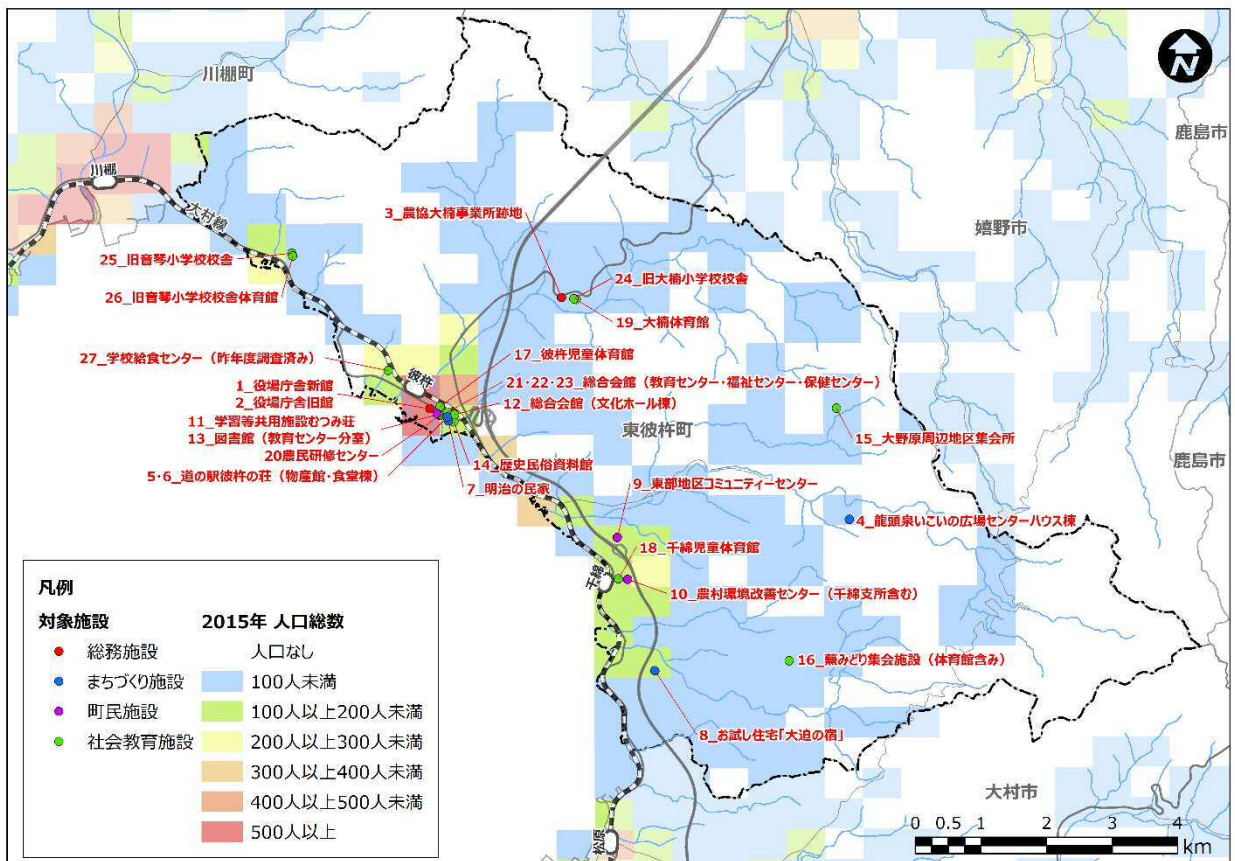 川棚町
N
鹿島市
川棚
大村線
3_農協大楠事業所跡地
嬉野市
25_旧音琴小学校校舎
24_旧大楠小学校校舎
26_旧音琴小学校校舎体育館
19_大楠体育館
27_学校給食センター（昨年度調査済み）
17_彼杵児童体育館
彼杵
1_役場庁舎新館
21・22・23_総合会館（教育センター・福祉センター・保健センター）
2_役場庁舎旧館
12_総合会館（文化ホール棟）
11_学習等共用施設むつみ荘
東彼杵町
15_大野原周辺地区集会所
13_図書館（教育センター分室）
20農民研修センター
14_歴史民俗資料館
鹿島市
5・6_道の駅彼杵の荘（物産館・食堂棟）
7_明治の民家
9_東部地区コミュニティーセンター
4_龍頭泉いこいの広場センターハウス棟
18_千綿児童体育館
千綿
10_農村環境改善センター（千綿支所含む）
16_蕪みどり集会施設（体育館含み）
8_お試し住宅「大迫の宿」
大村市
松原
凡例
対象施設
2015年 人口総数
総務施設
人口なし
まちづくり施設
100人未満
町民施設
100人以上200人未満
社会教育施設
200人以上300人未満
300人以上400人未満
400人以上500人未満
500人以上
0 0.5 1 2 3 4
km